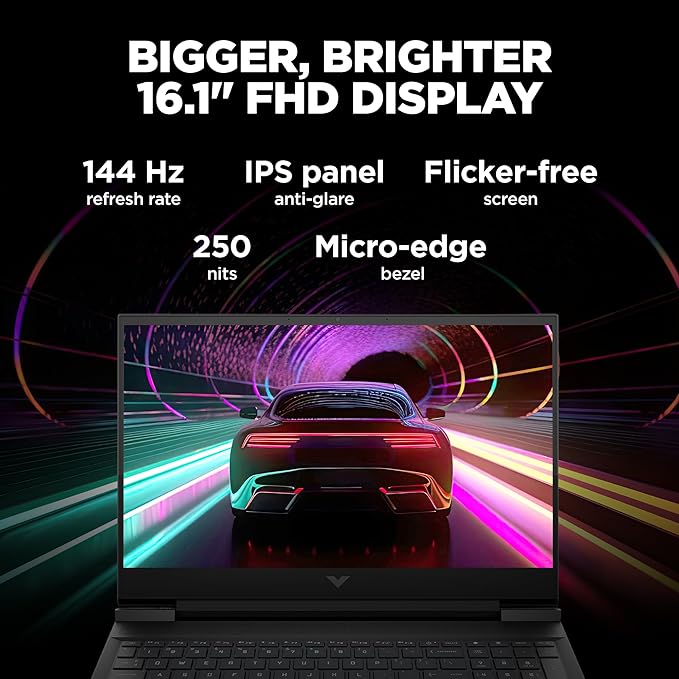 BIGGER, BRIGHTER
16.1" FHD DISPLAY
144 Hz
refresh rate
IPS panel
anti-glare
Flicker-free
screen
250
nits
Micro-edge
bezel